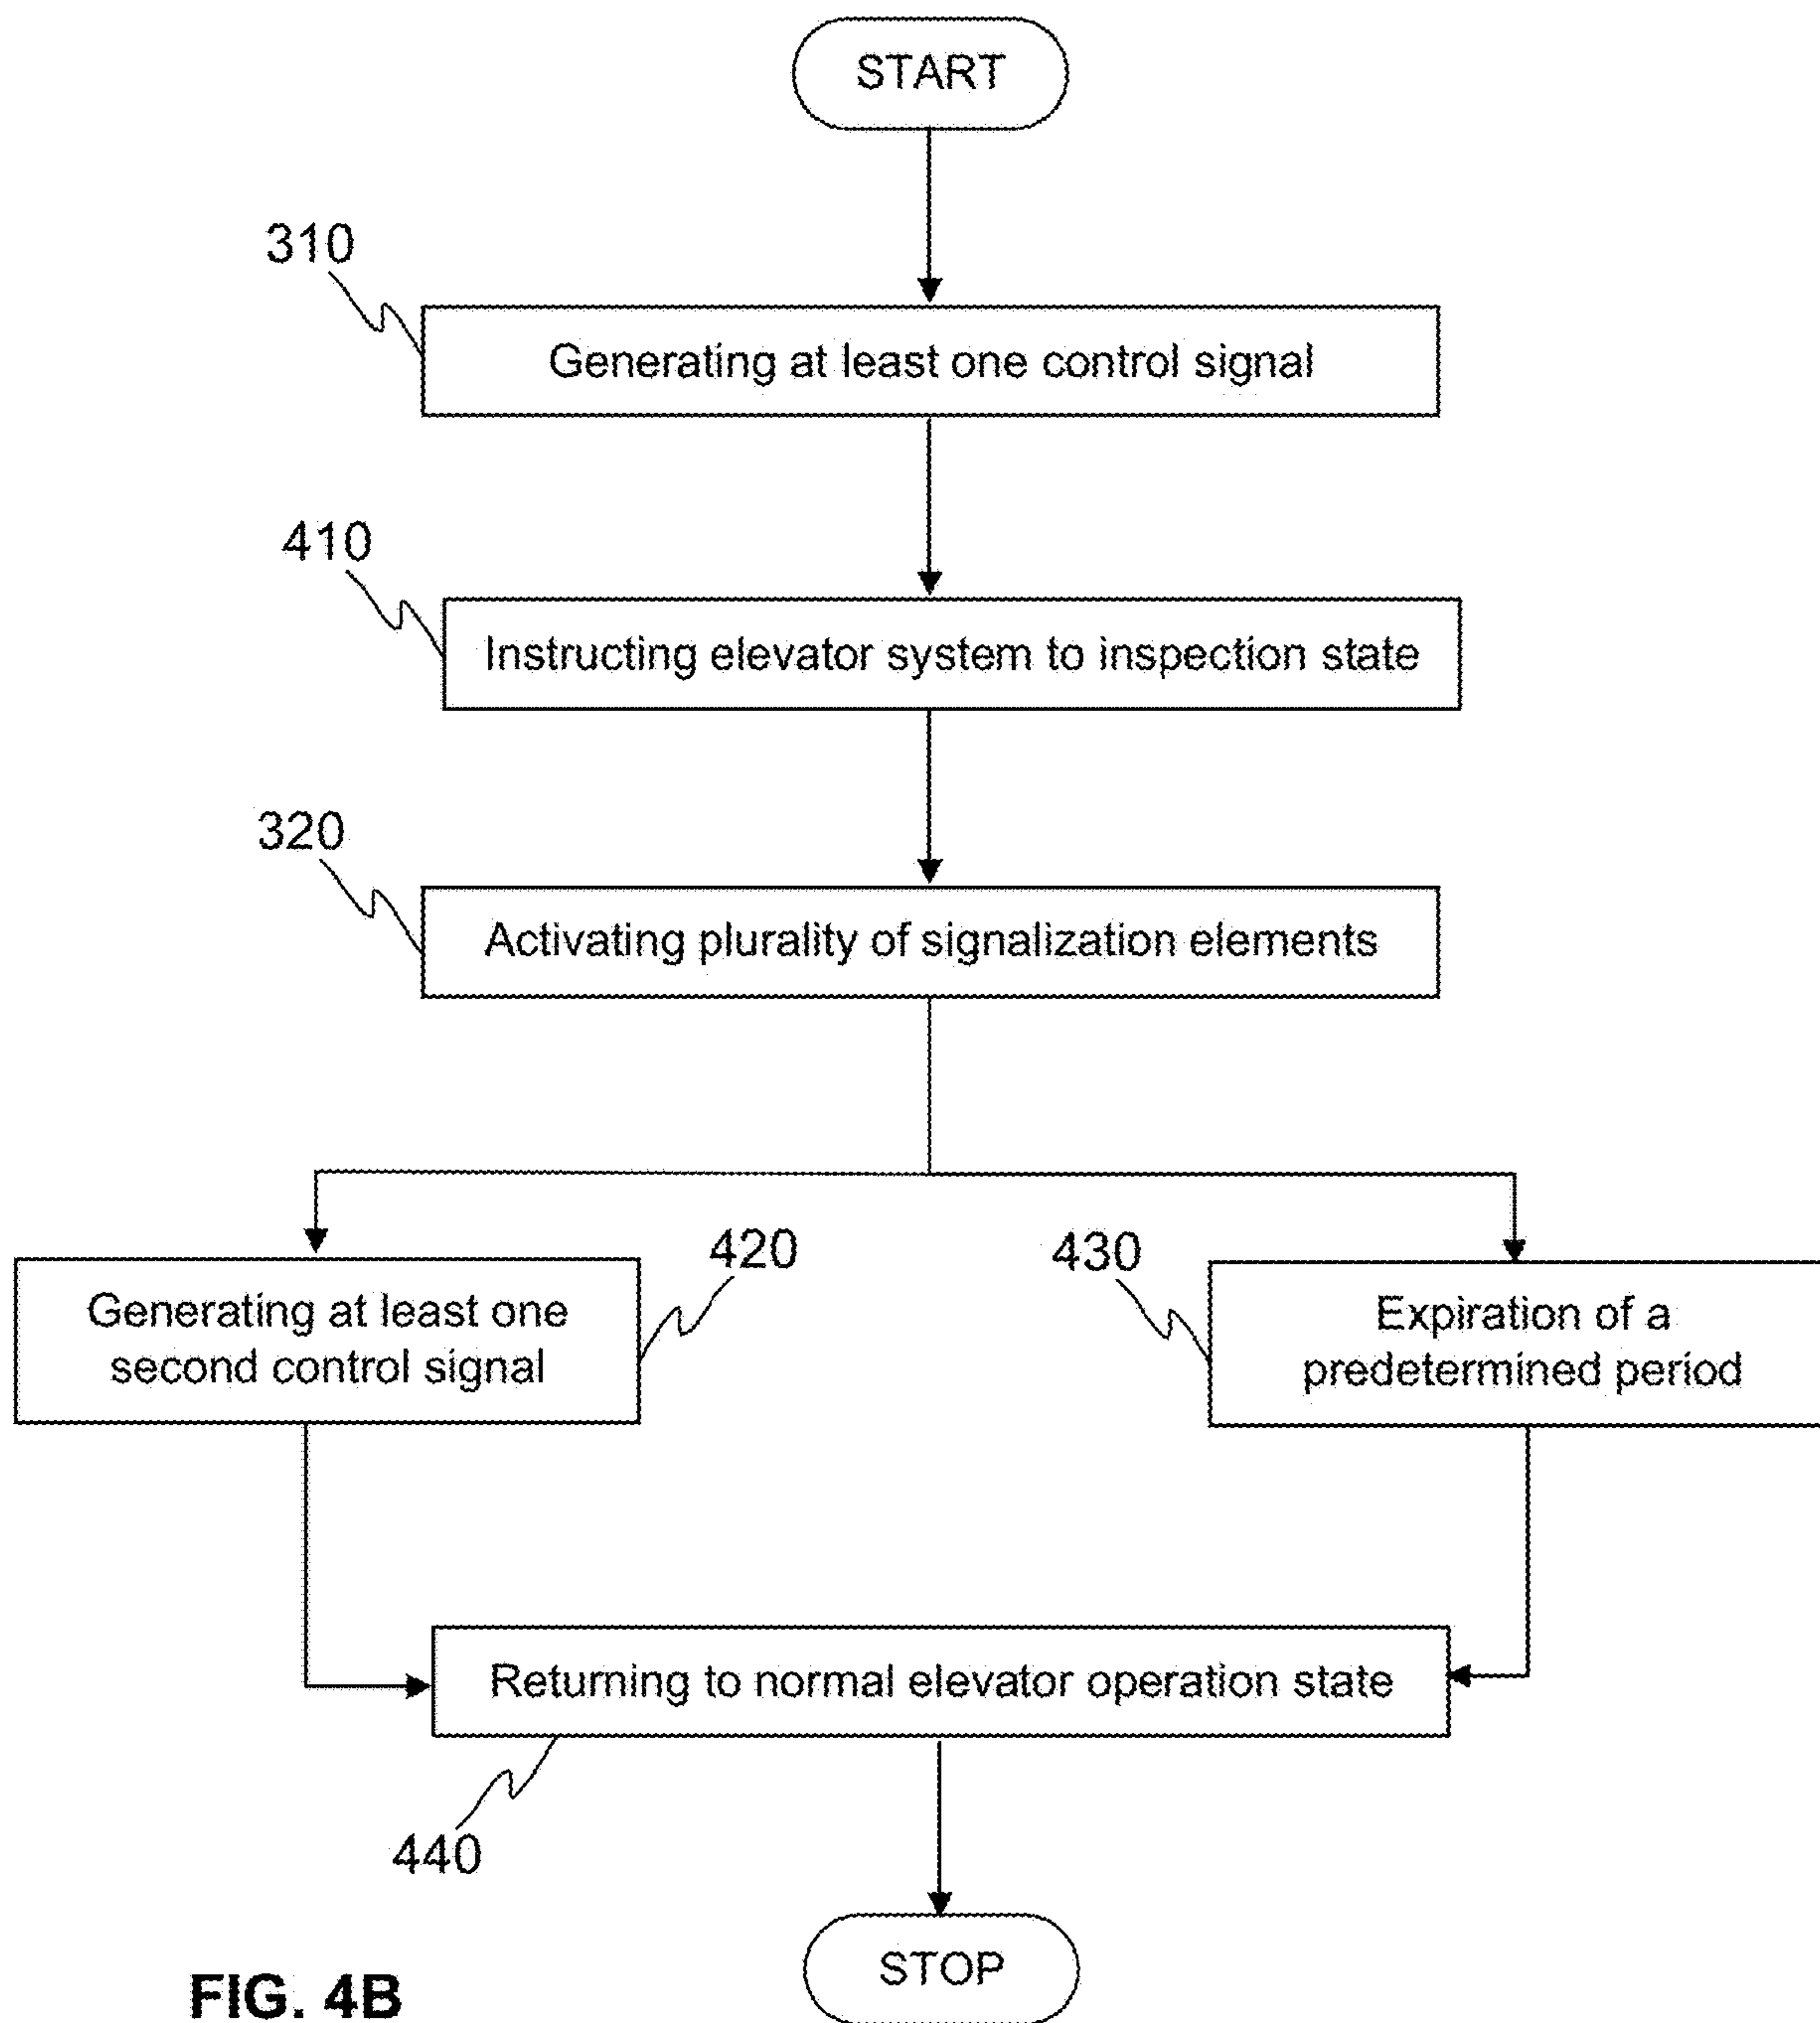 START
310
Generating at least one control signal
410
Instructing elevator system to inspection state
320
Activating plurality of signalization elements
420
430
Generating at least one
second control signal
Expiration of a
predetermined period
Returning to normal elevator operation state
440
STOP
FIG. 4B